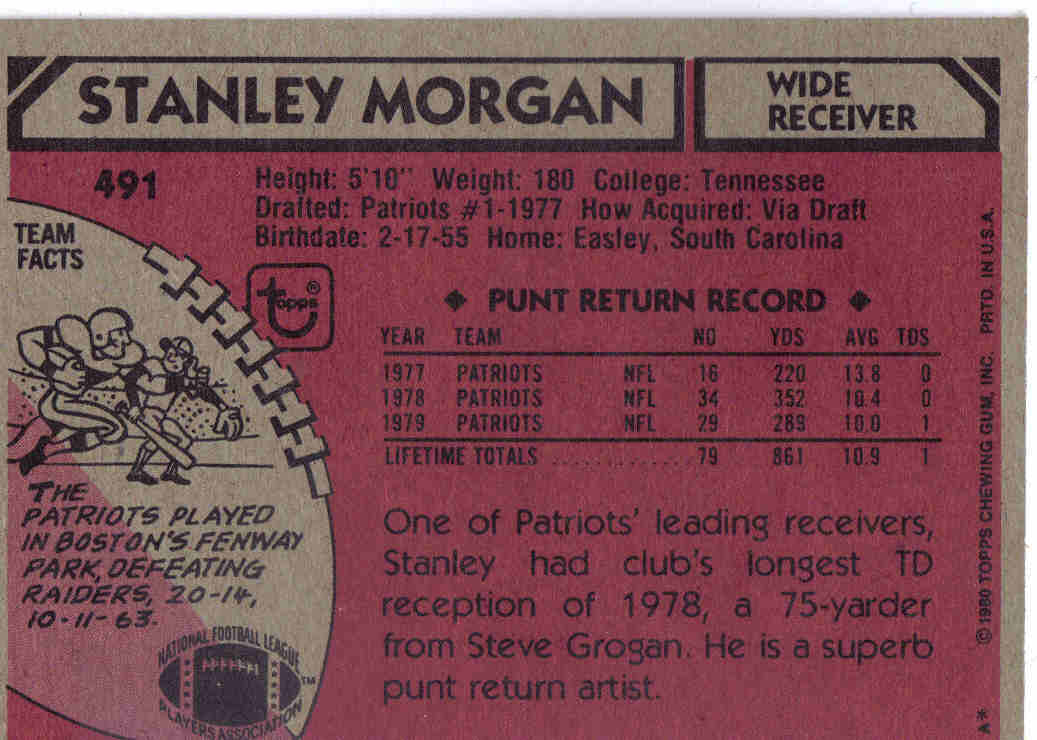 STANLEY MORGAN
WIDE
RECEIVER
491
Height: 5'10" Weight: 180 College: Tennessee
Drafted: Patriots #1-1977 How Acquired: Via Draft
Birthdate: 2-17-55 Home: Easley, South Carolina
TEAM
FACTS
topps®
◆ PUNT RETURN RECORD ◆
YEAR TEAM NO YDS AVG TDS
1977 PATRIOTS NFL 16 220 13.8 0
1978 PATRIOTS NFL 34 352 10.4 0
1979 PATRIOTS NFL 29 289 10.0 1
LIFETIME TOTALS ............. 79 861 10.9 1
THE
PATRIOTS PLAYED
IN BOSTON'S FENWAY
PARK, DEFEATING
RAIDERS, 20-14,
10-11-63.
NATIONAL FOOTBALL LEAGUE
PLAYERS ASSOCIATION
TM
One of Patriots' leading receivers,
Stanley had club's longest TD
reception of 1978, a 75-yarder
from Steve Grogan. He is a superb
punt return artist.
A* © 1980 TOPPS CHEWING GUM, INC. PRTD. IN U.S.A.